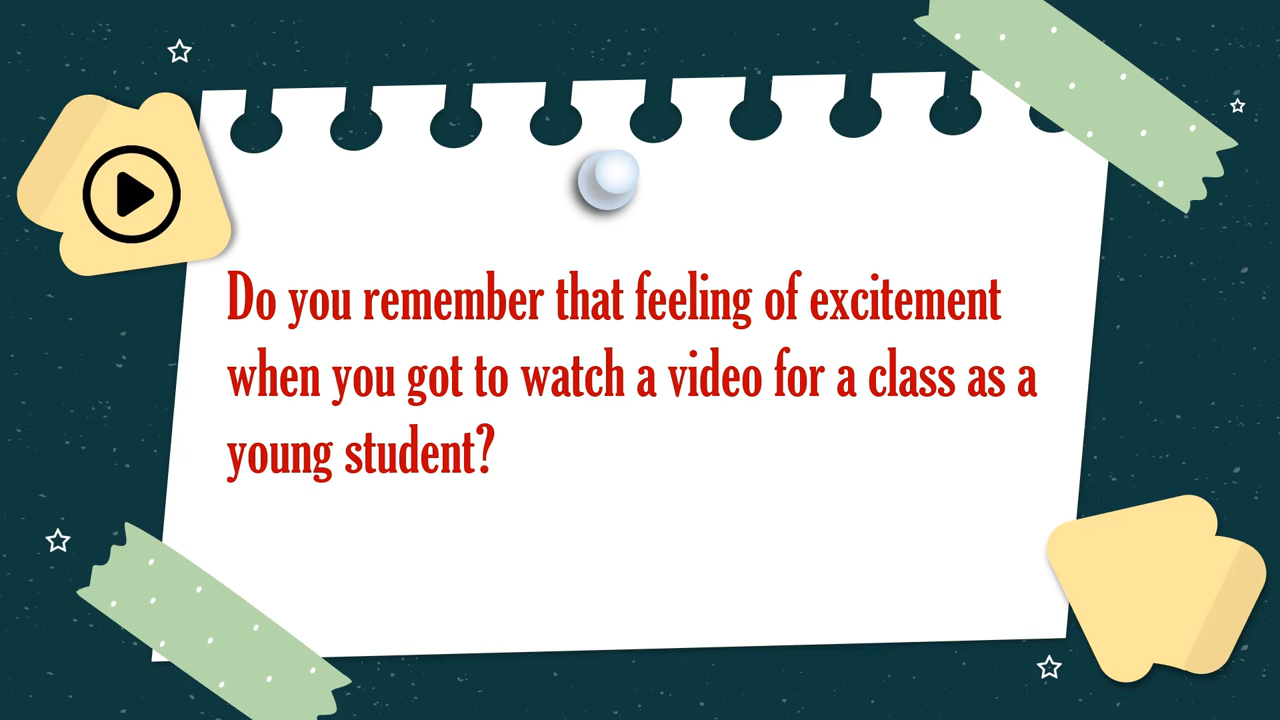 Do you remember that feeling of excitement
when you got to watch a video for a class as a
young student?